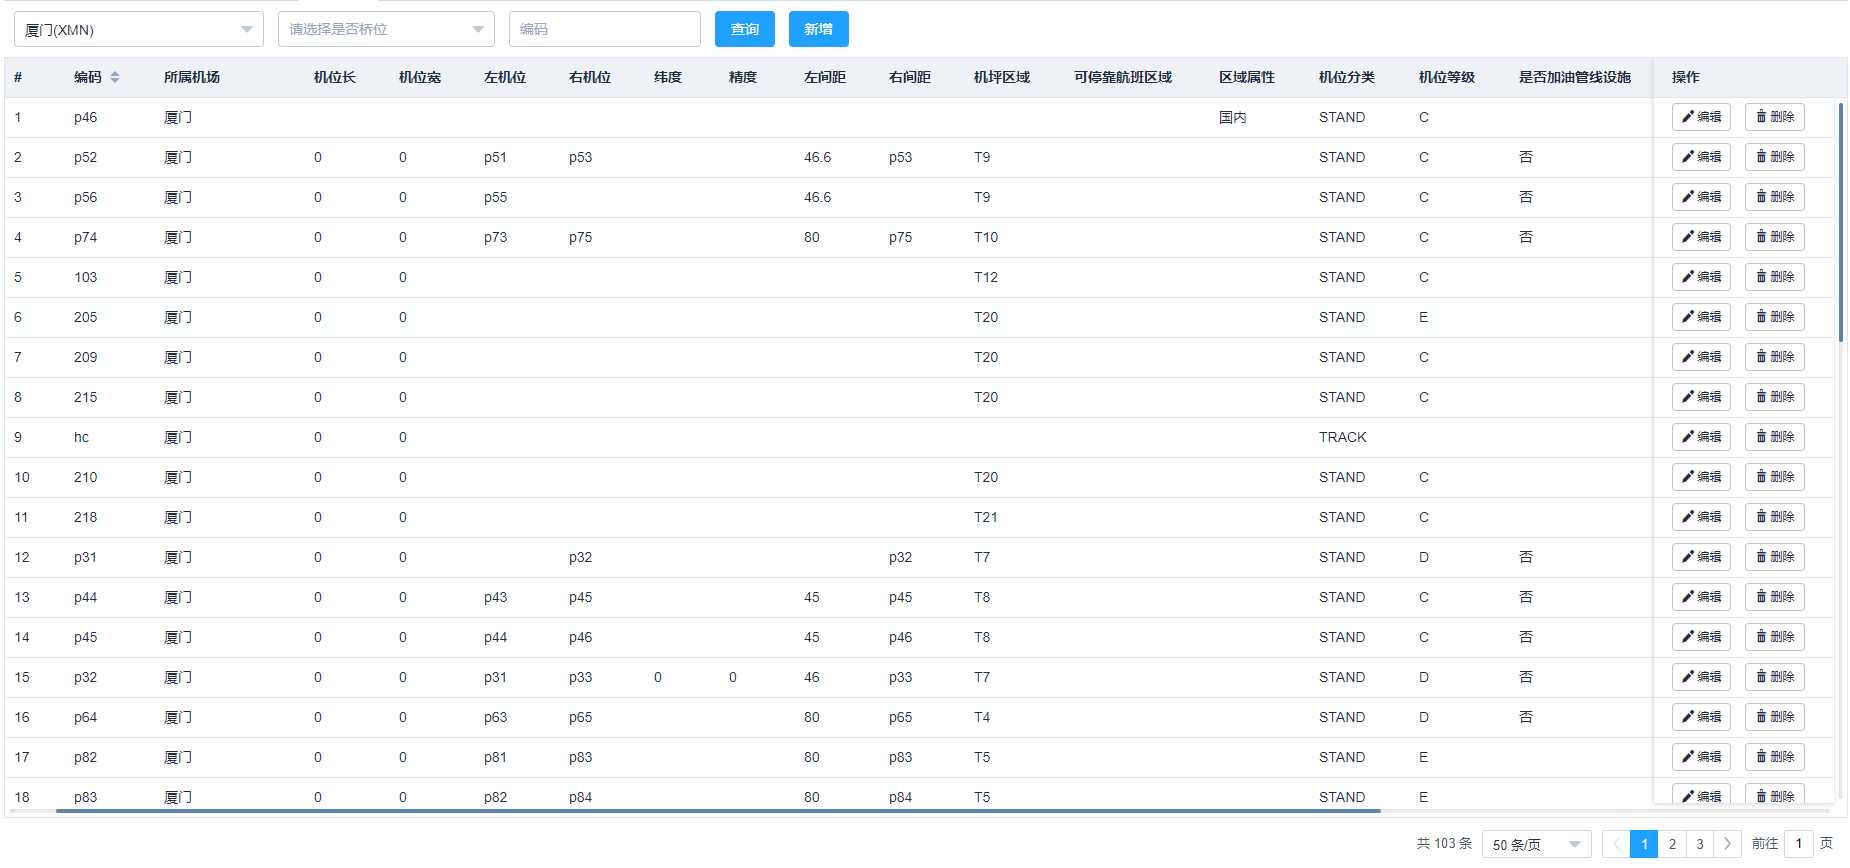 厦门(XMN) 请选择是否桥位 编码 查询 新增
# 编码 所属机场 机位长 机位宽 左机位 右机位 纬度 精度 左间距 右间距 机坪区域 可停靠航班区域 区域属性 机位分类 机位等级 是否加油管线设施 操作
1 p46 厦门 国内 STAND C 编辑 删除
2 p52 厦门 0 0 p51 p53 46.6 p53 T9 STAND C 否 编辑 删除
3 p56 厦门 0 0 p55 46.6 T9 STAND C 否 编辑 删除
4 p74 厦门 0 0 p73 p75 80 p75 T10 STAND C 否 编辑 删除
5 103 厦门 0 0 T12 STAND C 编辑 删除
6 205 厦门 0 0 T20 STAND E 编辑 删除
7 209 厦门 0 0 T20 STAND C 编辑 删除
8 215 厦门 0 0 T20 STAND C 编辑 删除
9 hc 厦门 0 0 TRACK 编辑 删除
10 210 厦门 0 0 T20 STAND C 编辑 删除
11 218 厦门 0 0 T21 STAND C 编辑 删除
12 p31 厦门 0 0 p32 p32 T7 STAND D 否 编辑 删除
13 p44 厦门 0 0 p43 p45 45 p45 T8 STAND C 否 编辑 删除
14 p45 厦门 0 0 p44 p46 45 p46 T8 STAND C 否 编辑 删除
15 p32 厦门 0 0 p31 p33 0 0 46 p33 T7 STAND D 否 编辑 删除
16 p64 厦门 0 0 p63 p65 80 p65 T4 STAND D 否 编辑 删除
17 p82 厦门 0 0 p81 p83 80 p83 T5 STAND E 编辑 删除
18 p83 厦门 0 0 p82 p84 80 p84 T5 STAND E 编辑 删除
共 103 条 50 条/页 1 2 3 前往 1 页